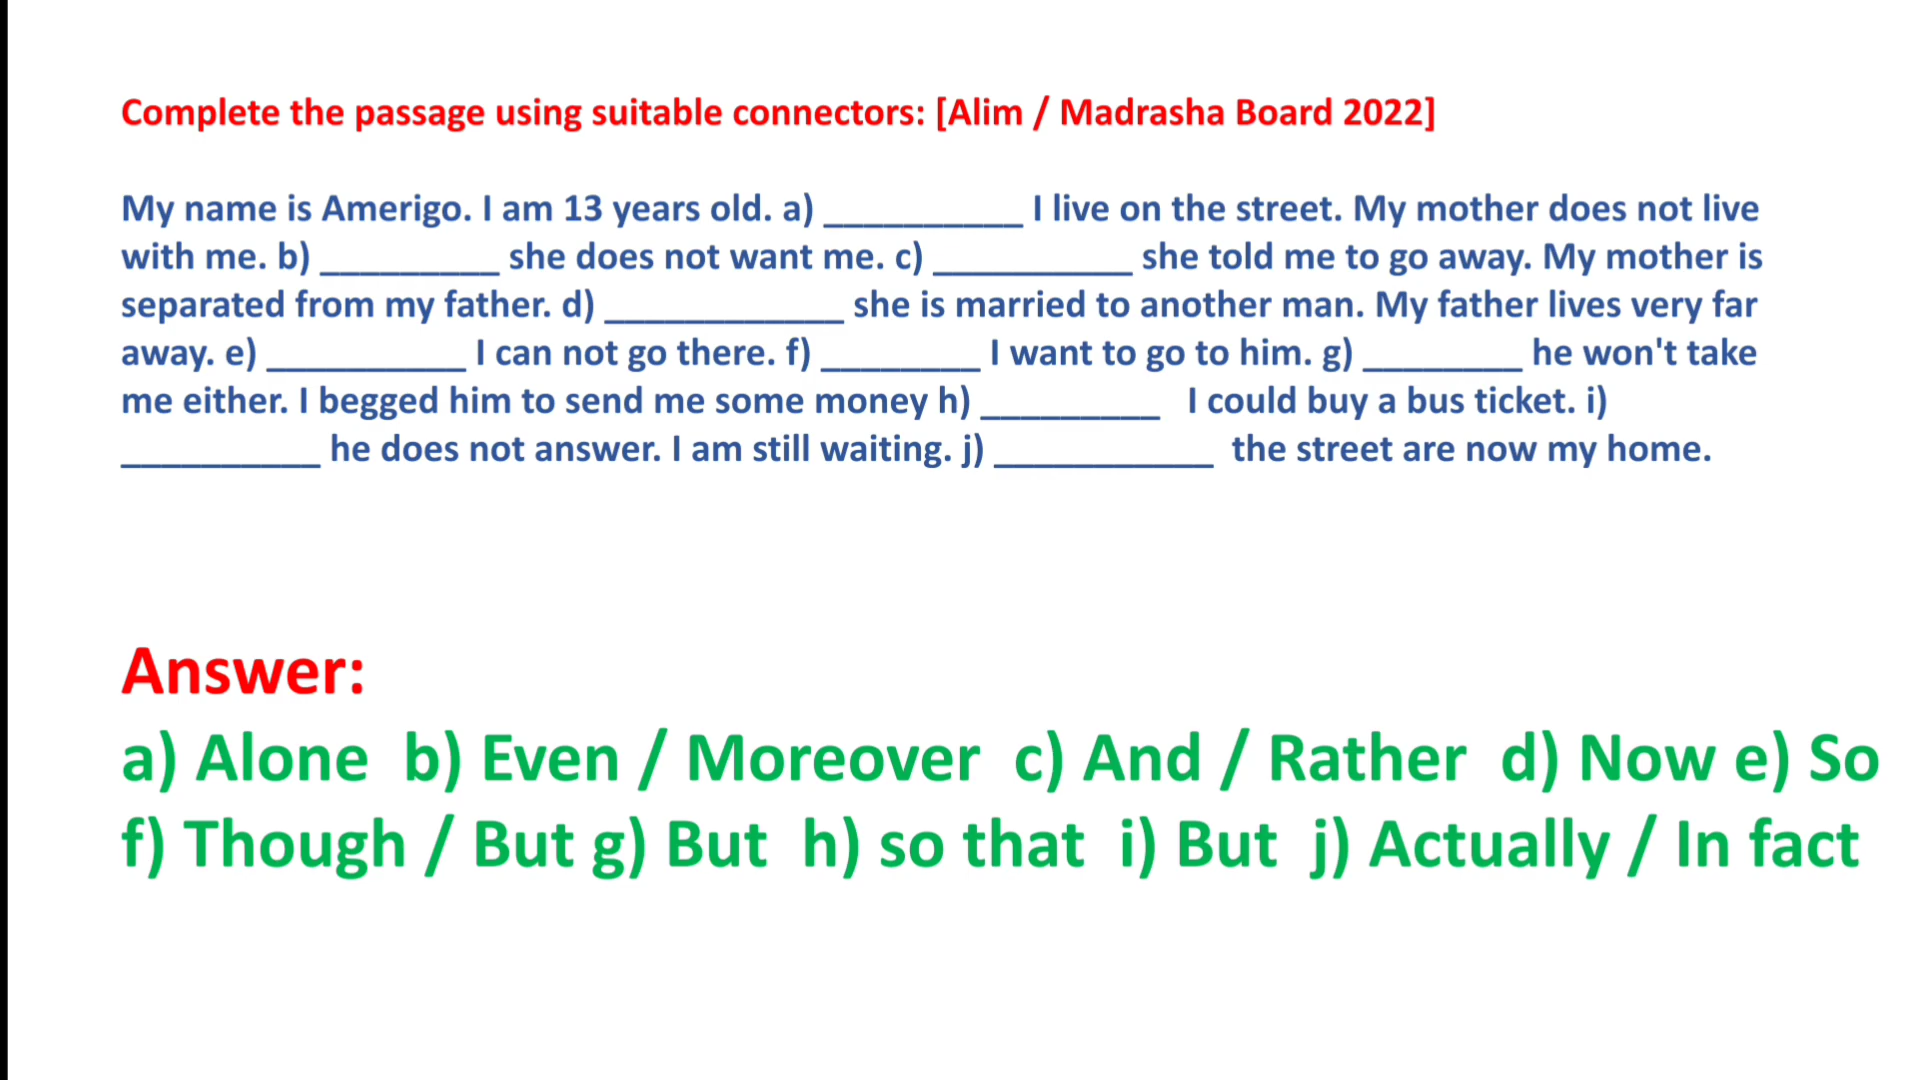 Complete the passage using suitable connectors: [Alim / Madrasha Board 2022]
My name is Amerigo. I am 13 years old. a) __________ I live on the street. My mother does not live
with me. b) _________ she does not want me. c) __________ she told me to go away. My mother is
separated from my father. d) ____________ she is married to another man. My father lives very far
away. e) __________ I can not go there. f) ________ I want to go to him. g) ________ he won't take
me either. I begged him to send me some money h) _________ I could buy a bus ticket. i)
__________ he does not answer. I am still waiting. j) ___________ the street are now my home.
Answer:
a) Alone b) Even / Moreover c) And / Rather d) Now e) So
f) Though / But g) But h) so that i) But j) Actually / In fact